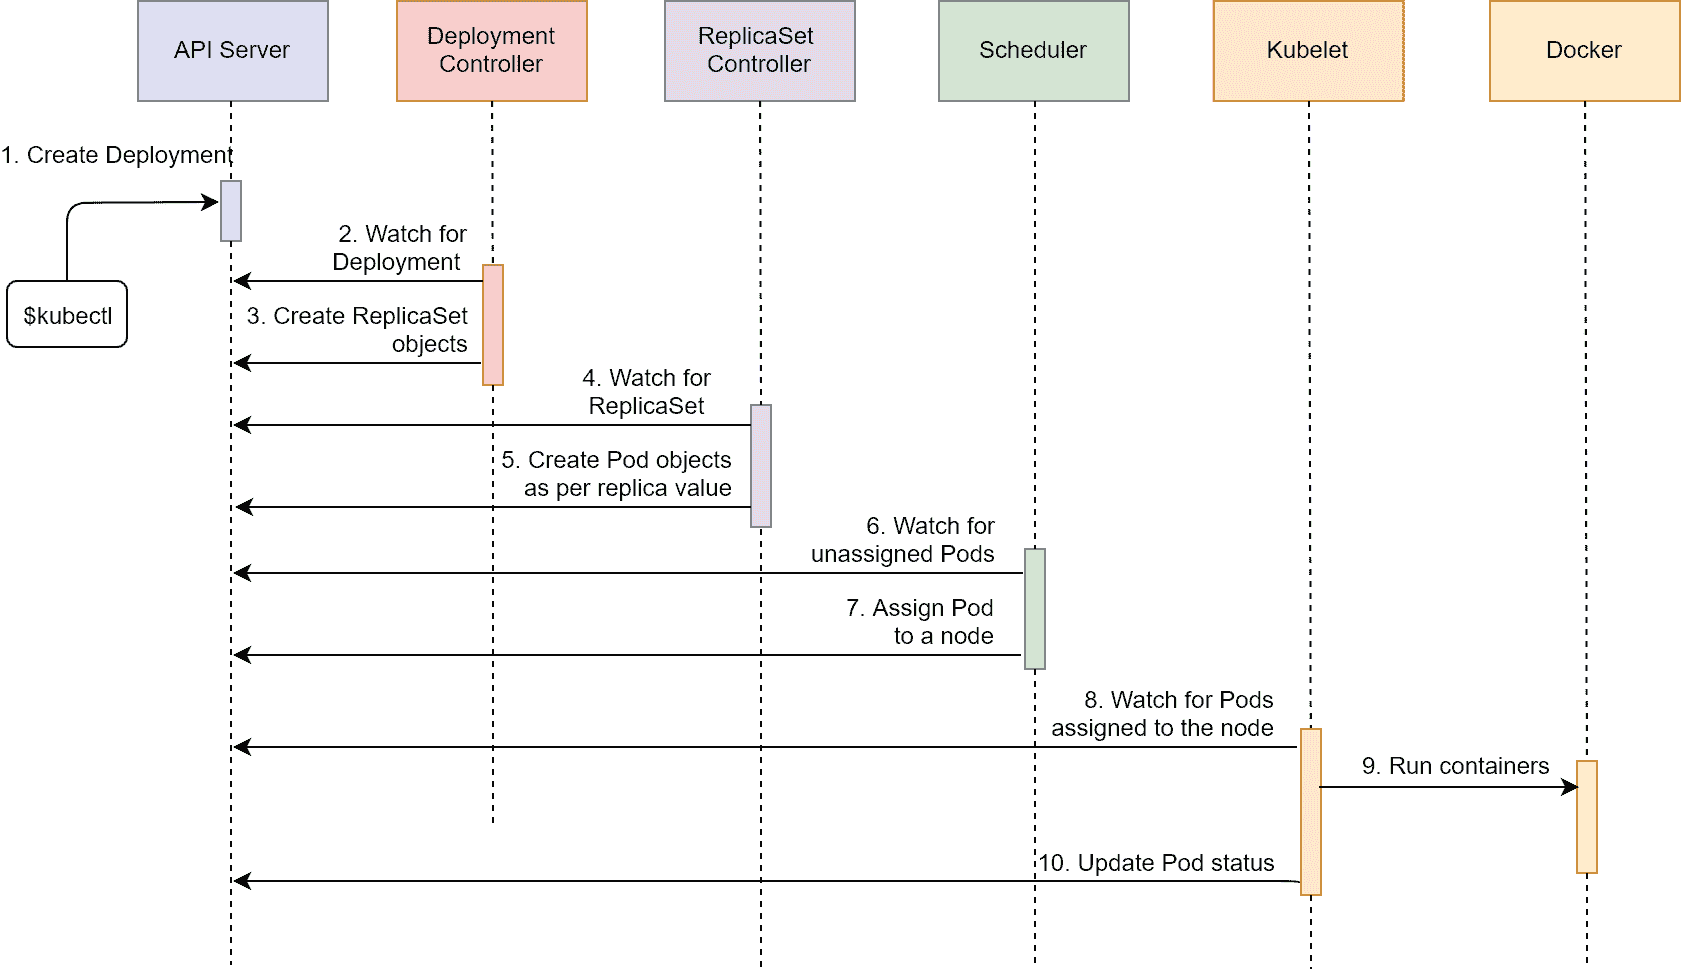 API Server
Deployment
Controller
ReplicaSet
Controller
Scheduler
Kubelet
Docker
1. Create Deployment
$kubectl
2. Watch for
Deployment
3. Create ReplicaSet
objects
4. Watch for
ReplicaSet
5. Create Pod objects
as per replica value
6. Watch for
unassigned Pods
7. Assign Pod
to a node
8. Watch for Pods
assigned to the node
9. Run containers
10. Update Pod status